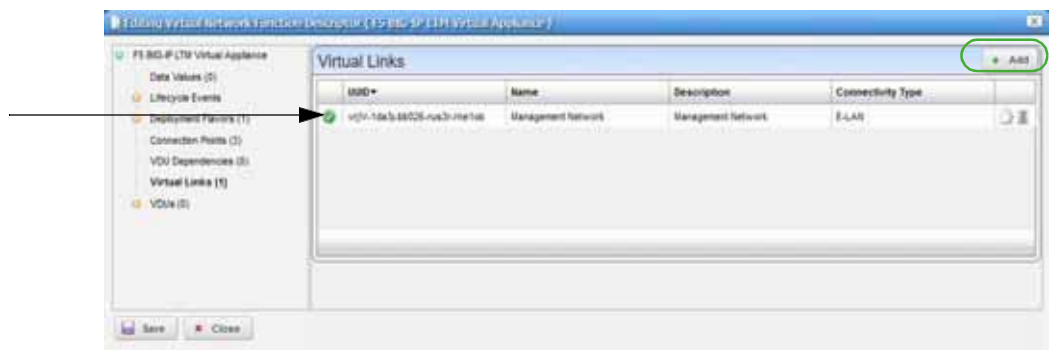 Editing Virtual Network Function Descriptor ( F5 BIG-IP LTM Virtual Appliance )
F5 BIG-IP LTM Virtual Appliance
Data Values (0)
Lifecycle Events
Deployment Flavors (1)
Connection Points (3)
VDU Dependencies (0)
Virtual Links (1)
VDUs (0)
Virtual Links
Add
UUID
Name
Description
Connectivity Type
Management Network
Management Network
E-LAN
Save
Close